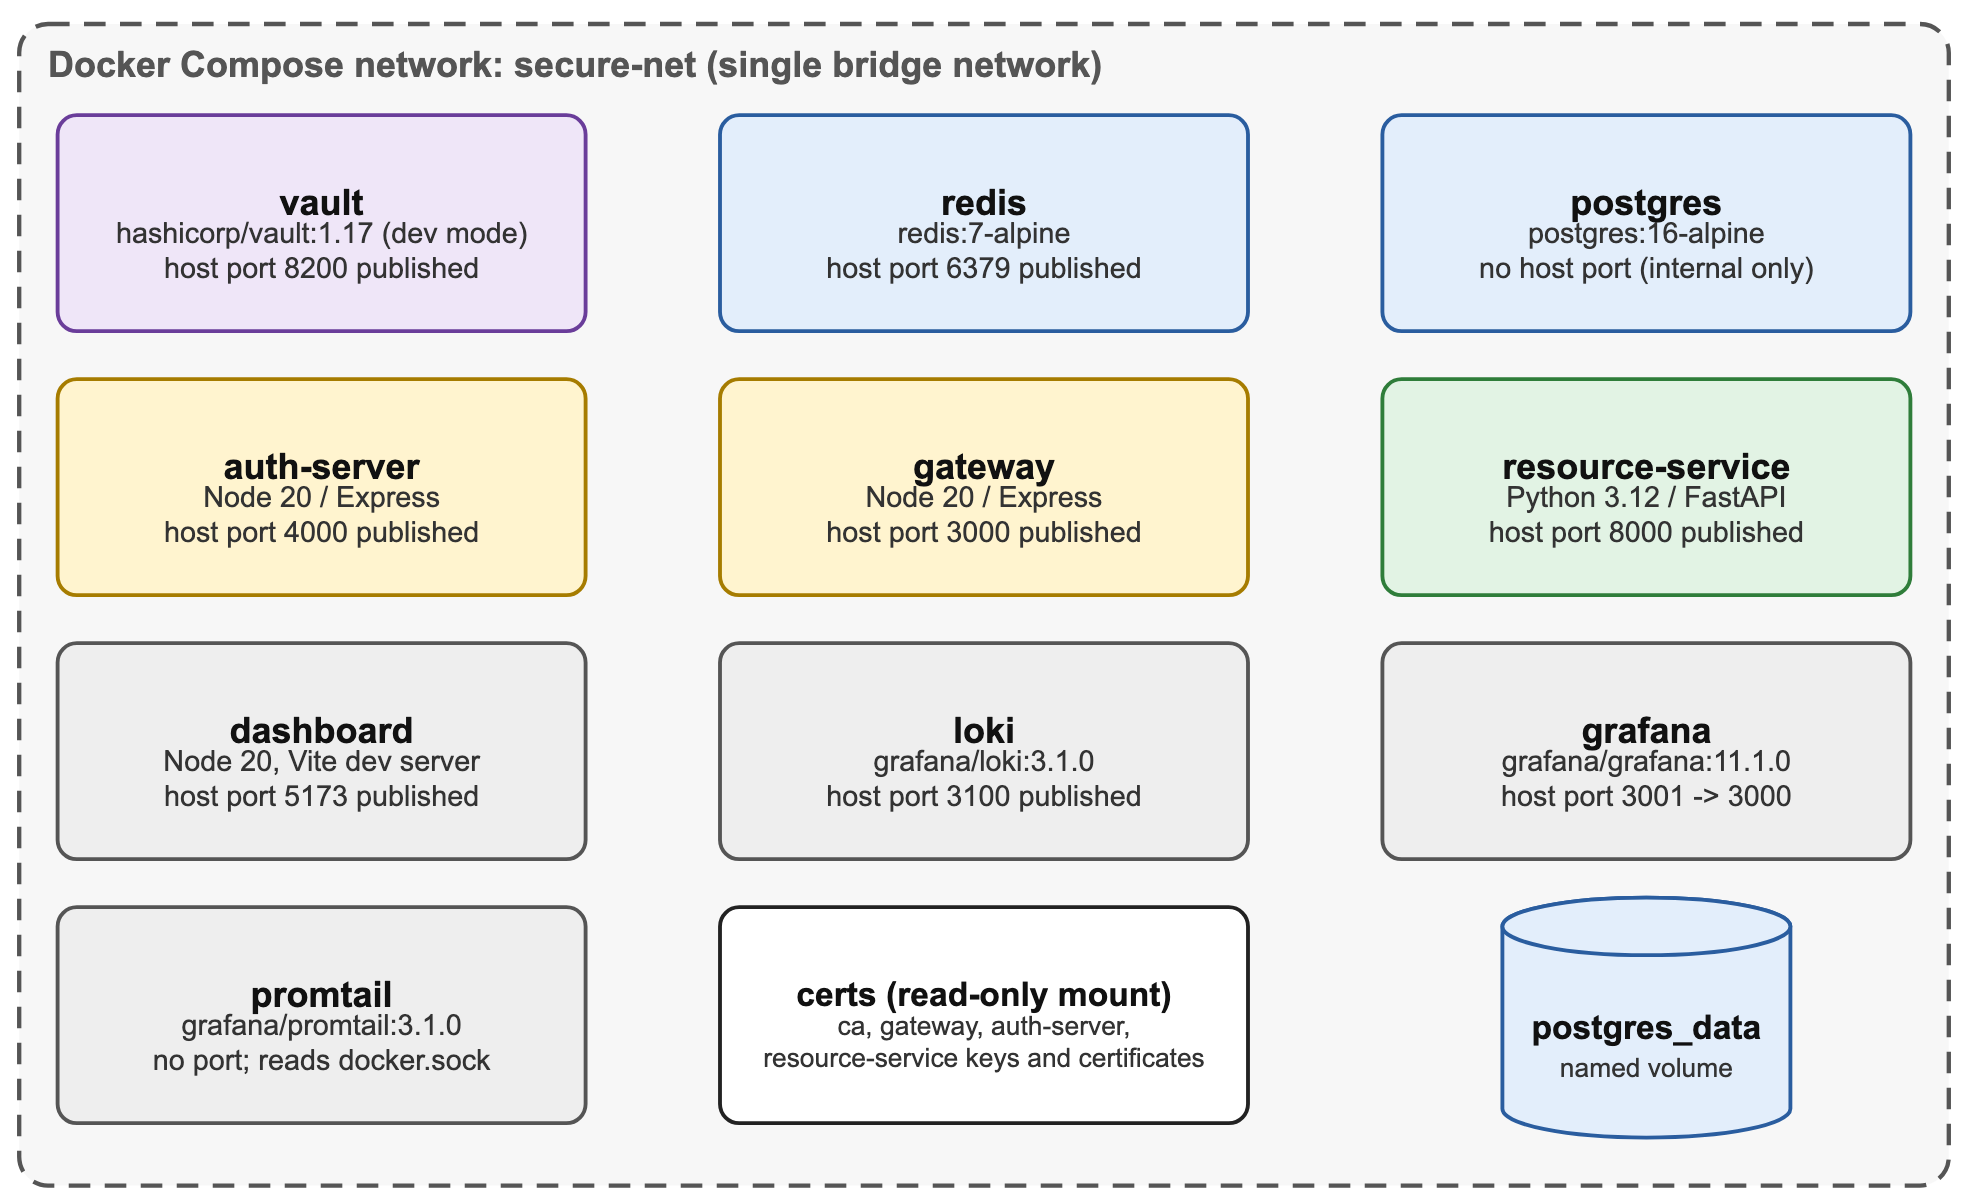 Docker Compose network: secure-net (single bridge network)
vault
hashicorp/vault:1.17 (dev mode)
host port 8200 published
redis
redis:7-alpine
host port 6379 published
postgres
postgres:16-alpine
no host port (internal only)
auth-server
Node 20 / Express
host port 4000 published
gateway
Node 20 / Express
host port 3000 published
resource-service
Python 3.12 / FastAPI
host port 8000 published
dashboard
Node 20, Vite dev server
host port 5173 published
loki
grafana/loki:3.1.0
host port 3100 published
grafana
grafana/grafana:11.1.0
host port 3001 -> 3000
promtail
grafana/promtail:3.1.0
no port; reads docker.sock
certs (read-only mount)
ca, gateway, auth-server,
resource-service keys and certificates
postgres_data
named volume